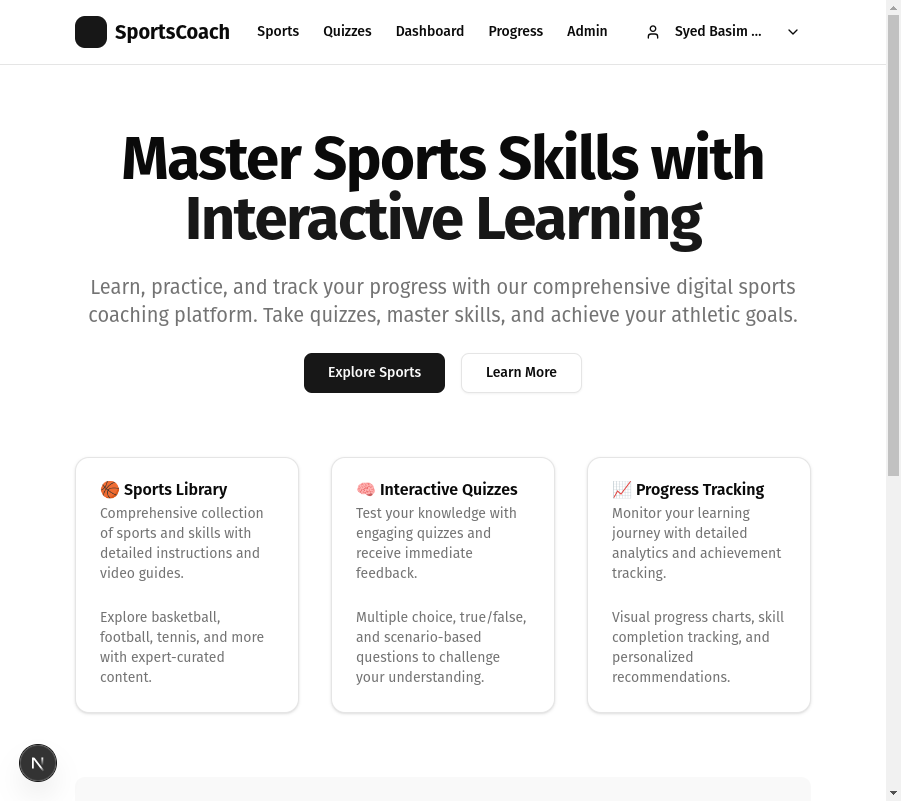 SportsCoach Sports Quizzes Dashboard Progress Admin Syed Basim ...
Master Sports Skills with
Interactive Learning
Learn, practice, and track your progress with our comprehensive digital sports
coaching platform. Take quizzes, master skills, and achieve your athletic goals.
Explore Sports
Learn More
🏀 Sports Library
Comprehensive collection
of sports and skills with
detailed instructions and
video guides.
Explore basketball,
football, tennis, and more
with expert-curated
content.
🧠 Interactive Quizzes
Test your knowledge with
engaging quizzes and
receive immediate
feedback.
Multiple choice, true/false,
and scenario-based
questions to challenge
your understanding.
📈 Progress Tracking
Monitor your learning
journey with detailed
analytics and achievement
tracking.
Visual progress charts, skill
completion tracking, and
personalized
recommendations.
N